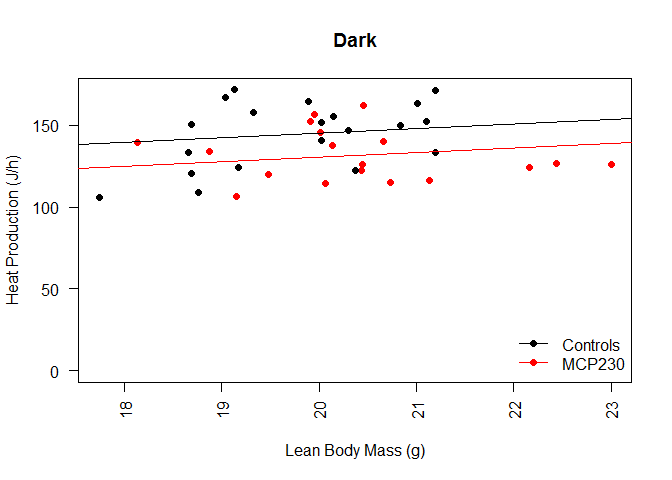 Dark
Heat Production (J/h)
150
100
50
0
Controls
MCP230
18 19 20 21 22 23
Lean Body Mass (g)